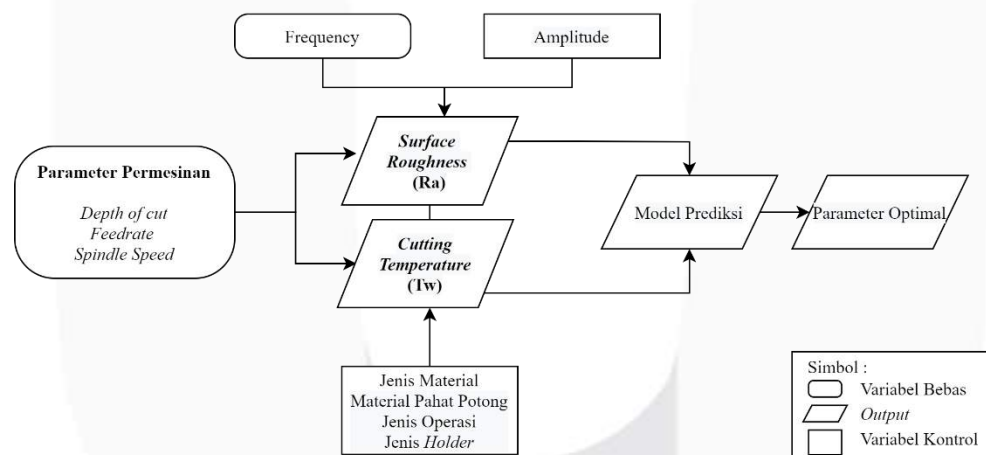 Frequency
Amplitude
Parameter Permesinan
Depth of cut
Feedrate
Spindle Speed
Surface
Roughness
(Ra)
Cutting
Temperature
(Tw)
Model Prediksi
Parameter Optimal
Jenis Material
Material Pahat Potong
Jenis Operasi
Jenis Holder
Simbol :
Variabel Bebas
Output
Variabel Kontrol